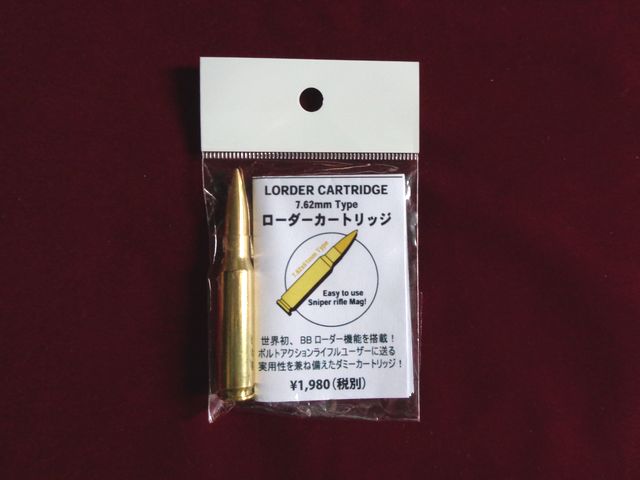 LORDER CARTRIDGE
7.62mm Type
ローダーカートリッジ
7.62x51mm Type
Easy to use
Sniper rifle Mag!
世界初、BBローダー機能を搭載！
ボルトアクションライフルユーザーに送る
実用性を兼ね備えたダミーカートリッジ！
¥1,980（税別）